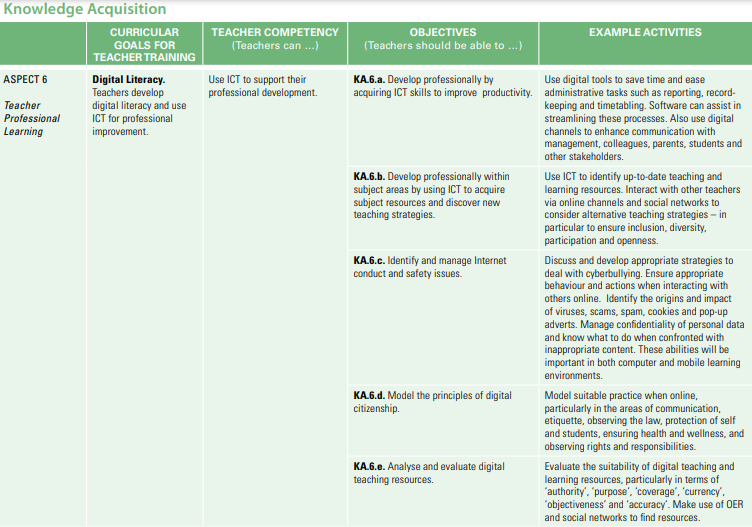 Knowledge Acquisition
CURRICULAR
GOALS FOR
TEACHER TRAINING
TEACHER COMPETENCY
(Teachers can ...)
OBJECTIVES
(Teachers should be able to ...)
EXAMPLE ACTIVITIES
ASPECT 6
Teacher
Professional
Learning
Digital Literacy.
Teachers develop
digital literacy and use
ICT for professional
improvement.
Use ICT to support their
professional development.
KA.6.a. Develop professionally by
acquiring ICT skills to improve productivity.
Use digital tools to save time and ease
administrative tasks such as reporting, record-
keeping and timetabling. Software can assist in
streamlining these processes. Also use digital
channels to enhance communication with
management, colleagues, parents, students and
other stakeholders.
KA.6.b. Develop professionally within
subject areas by using ICT to acquire
subject resources and discover new
teaching strategies.
Use ICT to identify up-to-date teaching and
learning resources. Interact with other teachers
via online channels and social networks to
consider alternative teaching strategies – in
particular to ensure inclusion, diversity,
participation and openness.
KA.6.c. Identify and manage Internet
conduct and safety issues.
Discuss and develop appropriate strategies to
deal with cyberbullying. Ensure appropriate
behaviour and actions when interacting with
others online. Identify the origins and impact
of viruses, scams, spam, cookies and pop-up
adverts. Manage confidentiality of personal data
and know what to do when confronted with
inappropriate content. These abilities will be
important in both computer and mobile learning
environments.
KA.6.d. Model the principles of digital
citizenship.
Model suitable practice when online,
particularly in the areas of communication,
etiquette, observing the law, protection of self
and students, ensuring health and wellness, and
observing rights and responsibilities.
KA.6.e. Analyse and evaluate digital
teaching resources.
Evaluate the suitability of digital teaching and
learning resources, particularly in terms of
‘authority’, ‘purpose’, ‘coverage’, ‘currency’,
‘objectiveness’ and ‘accuracy’. Make use of OER
and social networks to find resources.